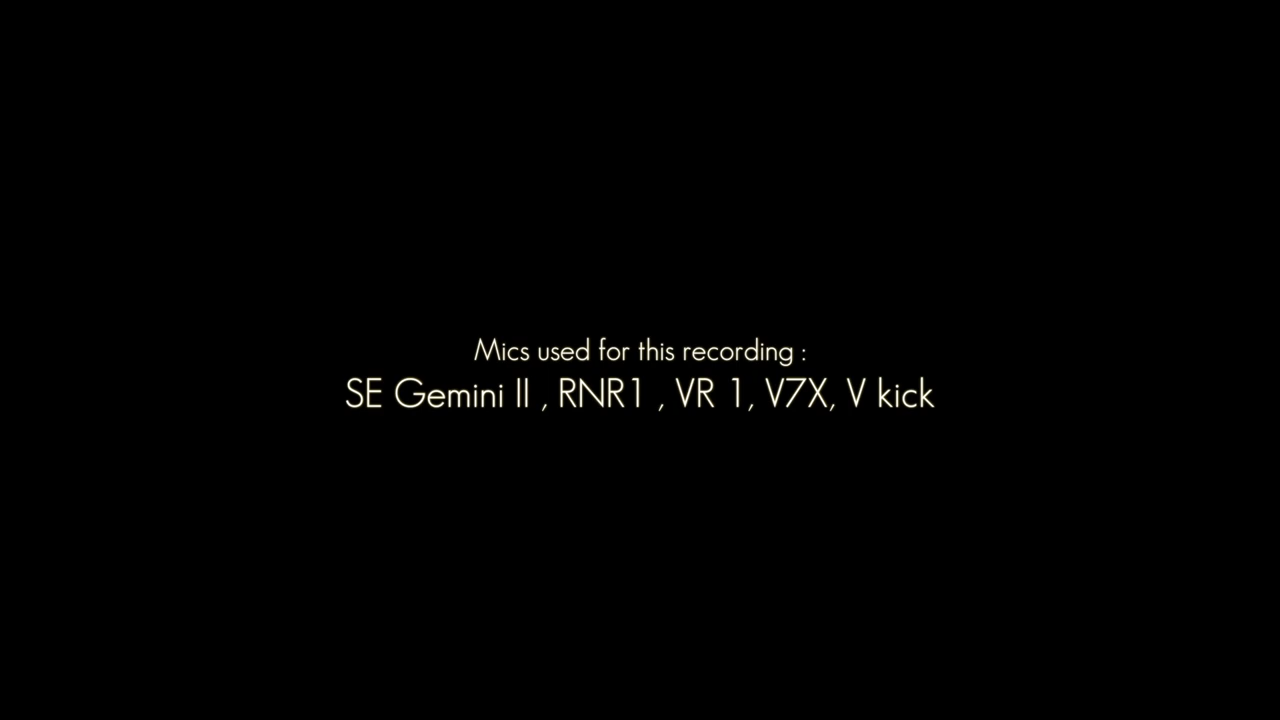 Mics used for this recording :
SE Gemini II , RNR1 , VR 1, V7X, V kick